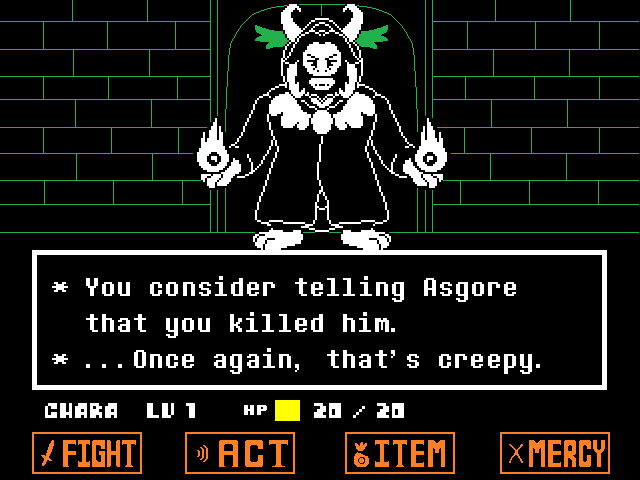 * You consider telling Asgore
that you killed him.
* ...Once again, that's creepy.
CHARA LV 1 HP 20 / 20
FIGHT ACT ITEM MERCY